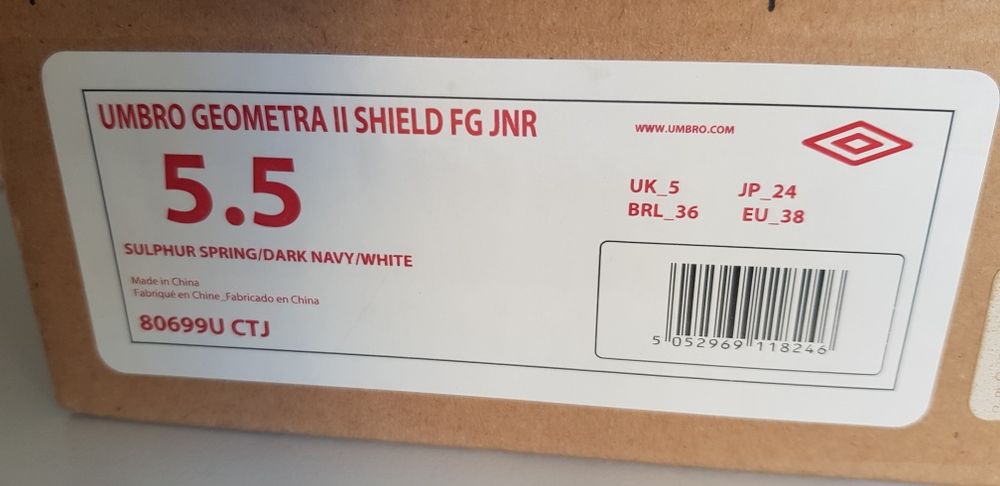 UMBRO GEOMETRA II SHIELD FG JNR
WWW.UMBRO.COM
5.5
UK_5 JP_24
BRL_36 EU_38
SULPHUR SPRING/DARK NAVY/WHITE
Made in China
Fabriqué en Chine_Fabricado en China
80699U CTJ
5 052969 118246